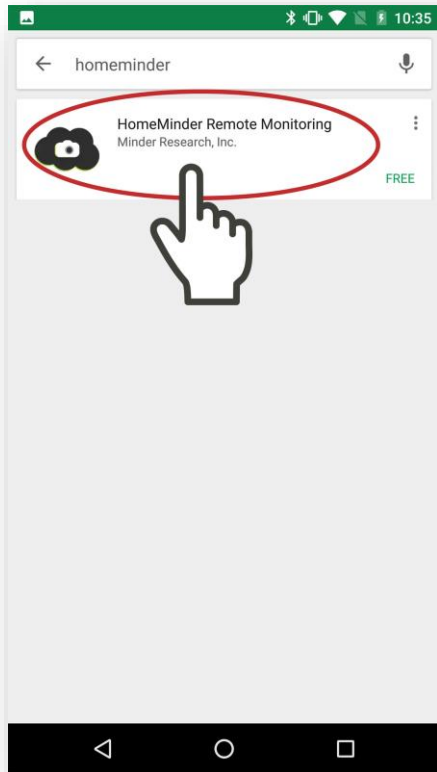 10:35
homeminder
HomeMinder Remote Monitoring
Minder Research, Inc.
FREE